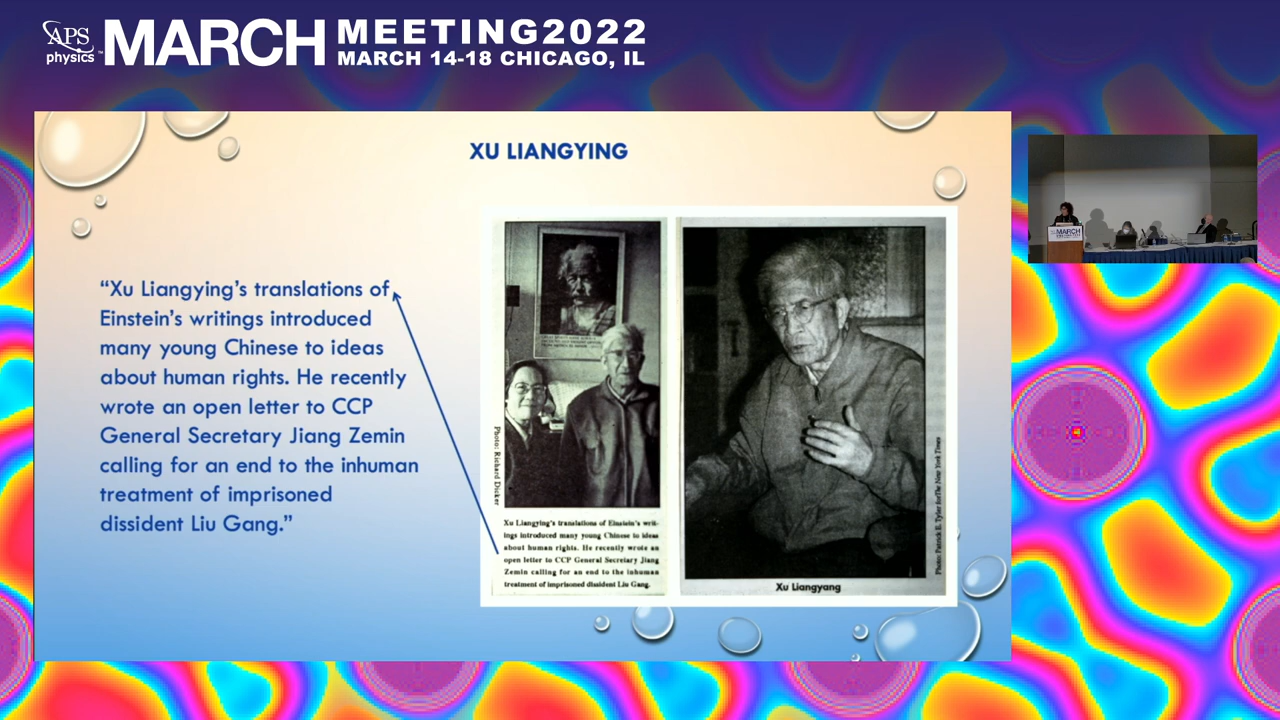 APS
physics
MARCH
MEETING2022
MARCH 14-18 CHICAGO, IL
XU LIANGYING
“Xu Liangying’s translations of
Einstein’s writings introduced
many young Chinese to ideas
about human rights. He recently
wrote an open letter to CCP
General Secretary Jiang Zemin
calling for an end to the inhuman
treatment of imprisoned
dissident Liu Gang.”
Photo: Richard Dicker
Xu Liangying's translations of Einstein's writ-
ings introduced many young Chinese to ideas
about human rights. He recently wrote an
open letter to CCP General Secretary Jiang
Zemin calling for an end to the inhuman
treatment of imprisoned dissident Liu Gang.
Photo: Patrick E. Tyler for The New York Times
Xu Liangyang
MARCH